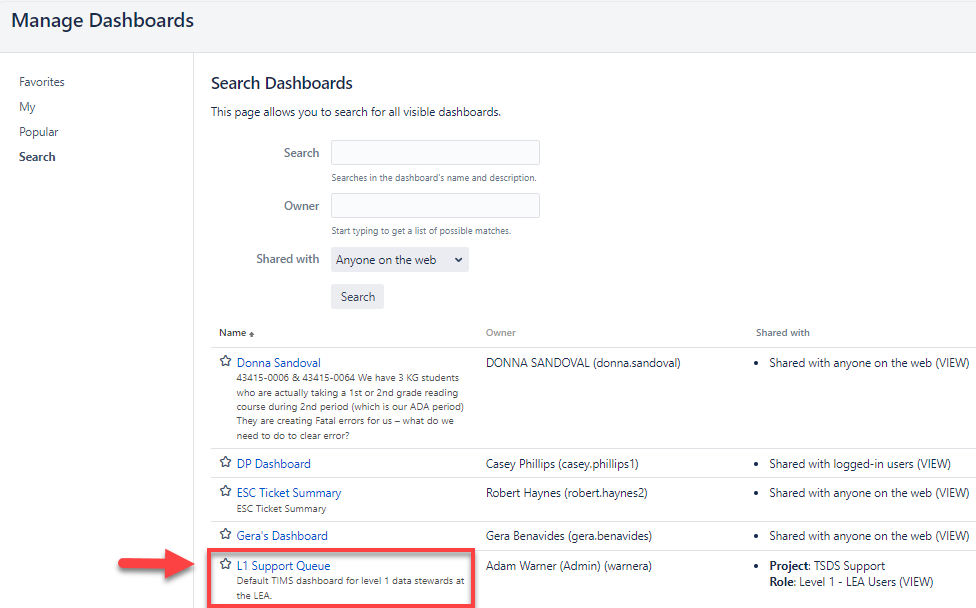 Manage Dashboards
Favorites
My
Popular
Search
Search Dashboards
This page allows you to search for all visible dashboards.
Search
Searches in the dashboard's name and description.
Owner
Start typing to get a list of possible matches.
Shared with Anyone on the web
Search
Name Owner Shared with
Donna Sandoval DONNA SANDOVAL (donna.sandoval) • Shared with anyone on the web (VIEW)
43415-0006 & 43415-0064 We have 3 KG students
who are actually taking a 1st or 2nd grade reading
course during 2nd period (which is our ADA period)
They are creating Fatal errors for us – what do we
need to do to clear error?
DP Dashboard Casey Phillips (casey.phillips1) • Shared with logged-in users (VIEW)
ESC Ticket Summary Robert Haynes (robert.haynes2) • Shared with anyone on the web (VIEW)
ESC Ticket Summary
Gera's Dashboard Gera Benavides (gera.benavides) • Shared with anyone on the web (VIEW)
L1 Support Queue Adam Warner (Admin) (warnera) • Project: TSDS Support
Default TIMS dashboard for level 1 data stewards at Role: Level 1 - LEA Users (VIEW)
the LEA.